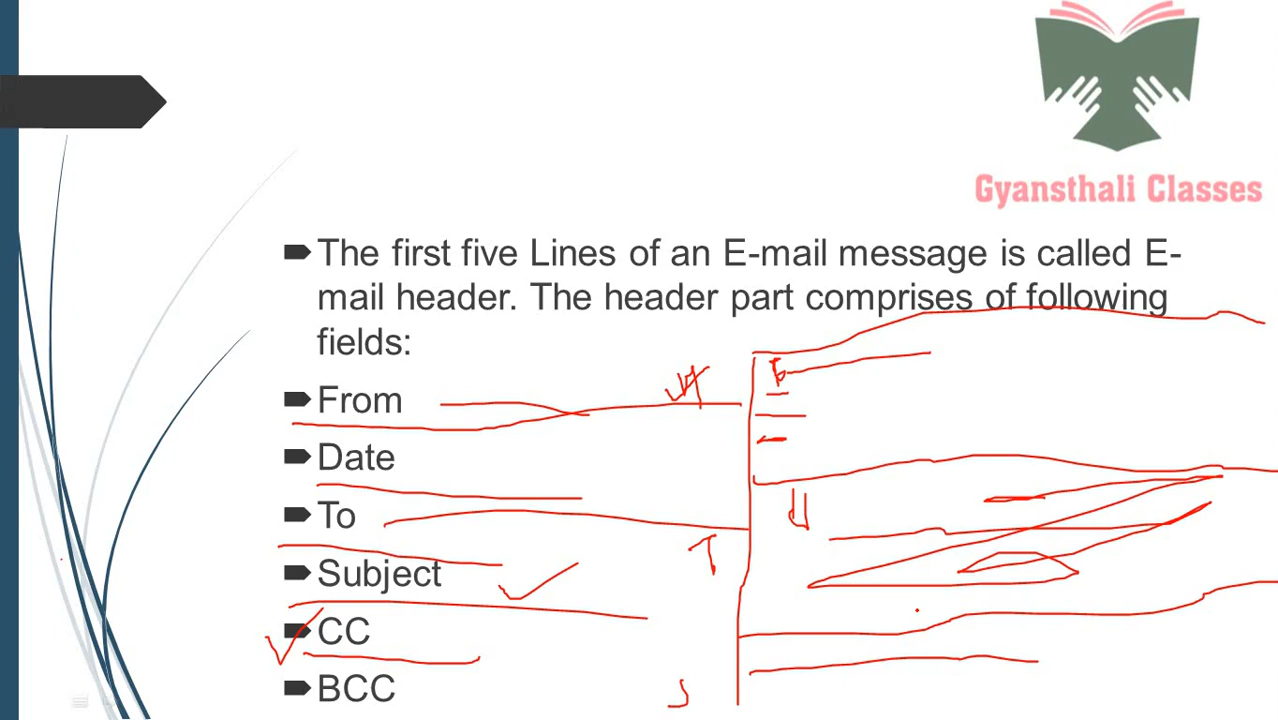 Gyansthali Classes
The first five Lines of an E-mail message is called E-
mail header. The header part comprises of following
fields:
From
Date
To
Subject
CC
BCC